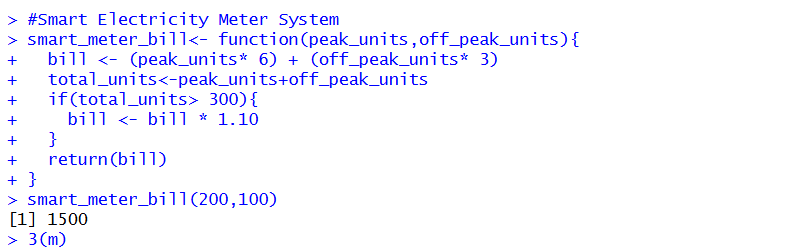 > #Smart Electricity Meter System
> smart_meter_bill<- function(peak_units,off_peak_units){
+   bill <- (peak_units* 6) + (off_peak_units* 3)
+   total_units<-peak_units+off_peak_units
+   if(total_units> 300){
+     bill <- bill * 1.10
+   }
+   return(bill)
+ }
> smart_meter_bill(200,100)
[1] 1500
> 3(m)